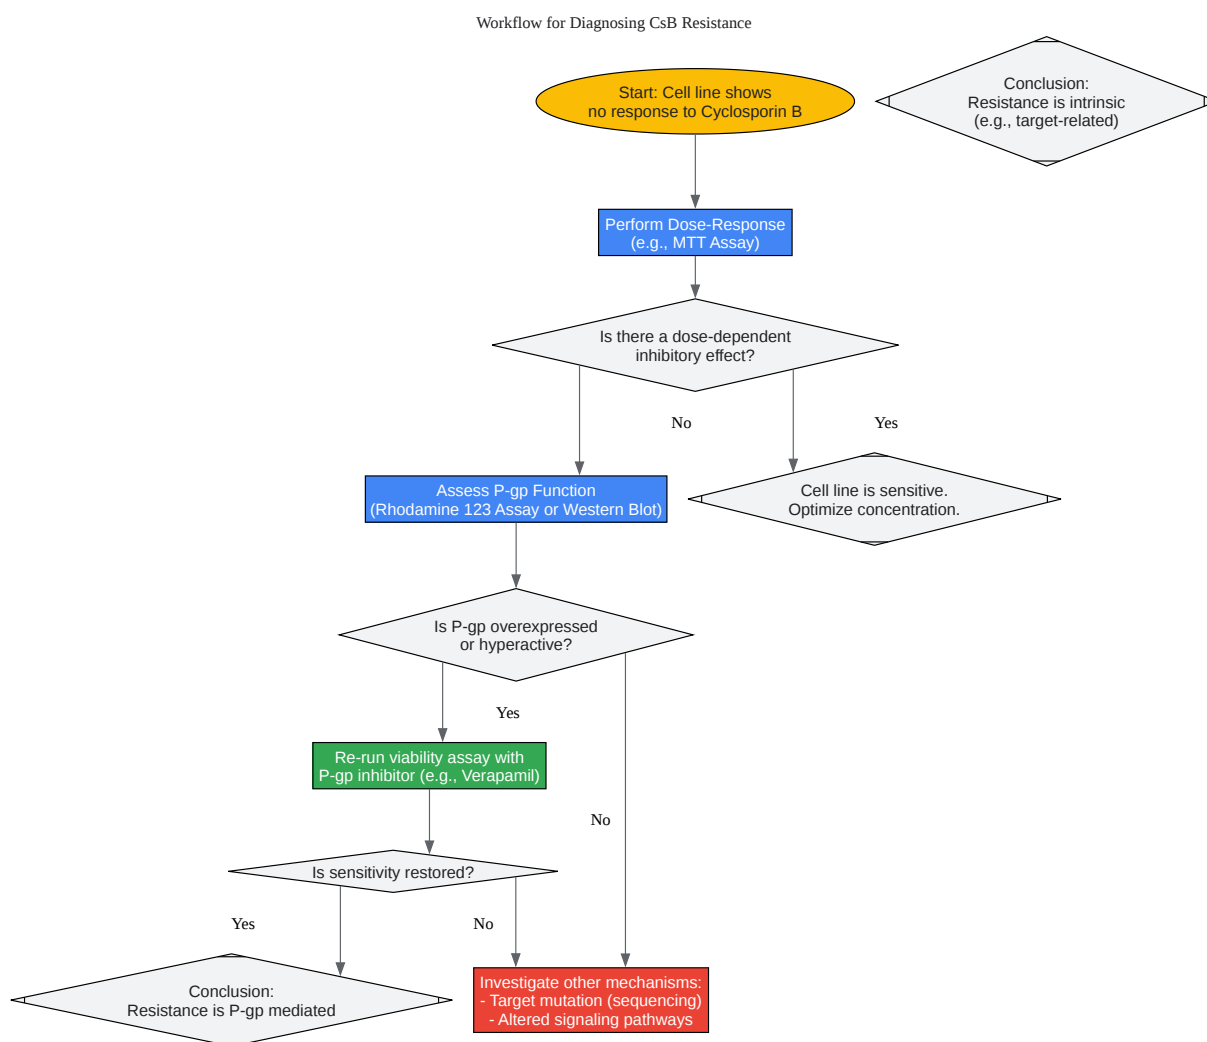 Workflow for Diagnosing CsB Resistance
Start: Cell line shows
no response to Cyclosporin B
Conclusion:
Resistance is intrinsic
(e.g., target-related)
Perform Dose-Response
(e.g., MTT Assay)
Is there a dose-dependent
inhibitory effect?
No
Yes
Assess P-gp Function
(Rhodamine 123 Assay or Western Blot)
Cell line is sensitive.
Optimize concentration.
Is P-gp overexpressed
or hyperactive?
Yes
Re-run viability assay with
P-gp inhibitor (e.g., Verapamil)
No
Is sensitivity restored?
Yes
No
Conclusion:
Resistance is P-gp mediated
Investigate other mechanisms:
- Target mutation (sequencing)
- Altered signaling pathways